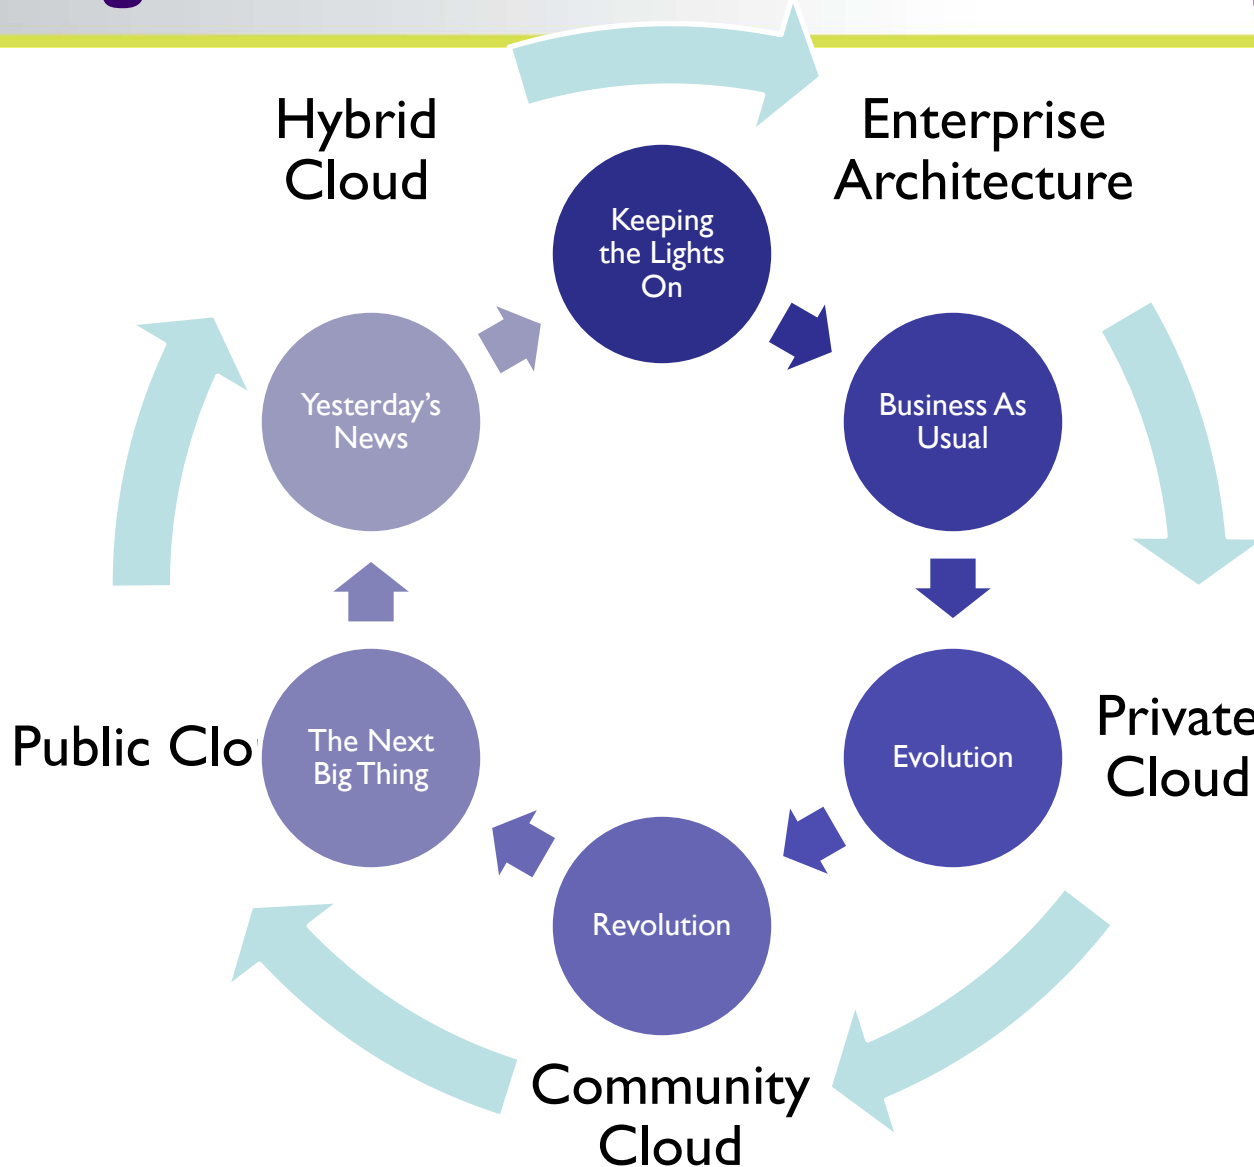 Hybrid
Cloud
Enterprise
Architecture
Keeping
the Lights
On
Yesterday's
News
Business As
Usual
Public Clo
The Next
Big Thing
Evolution
Private
Cloud
Revolution
Community
Cloud